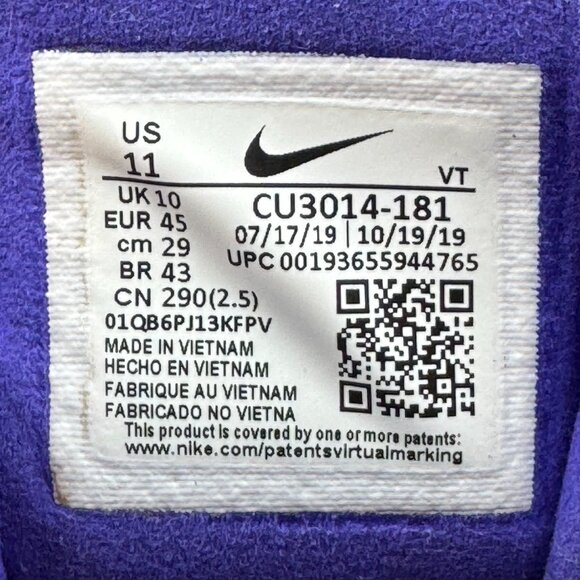 US
11
VT
UK 10
EUR 45
cm 29
BR 43
CN 290(2.5)
CU3014-181
07/17/19 | 10/19/19
UPC 00193655944765
01QB6PJ13KFPV
MADE IN VIETNAM
HECHO EN VIETNAM
FABRIQUE AU VIETNAM
FABRICADO NO VIETNA
This product is covered by one or more patents:
www.nike.com/patentsvirtualmarking